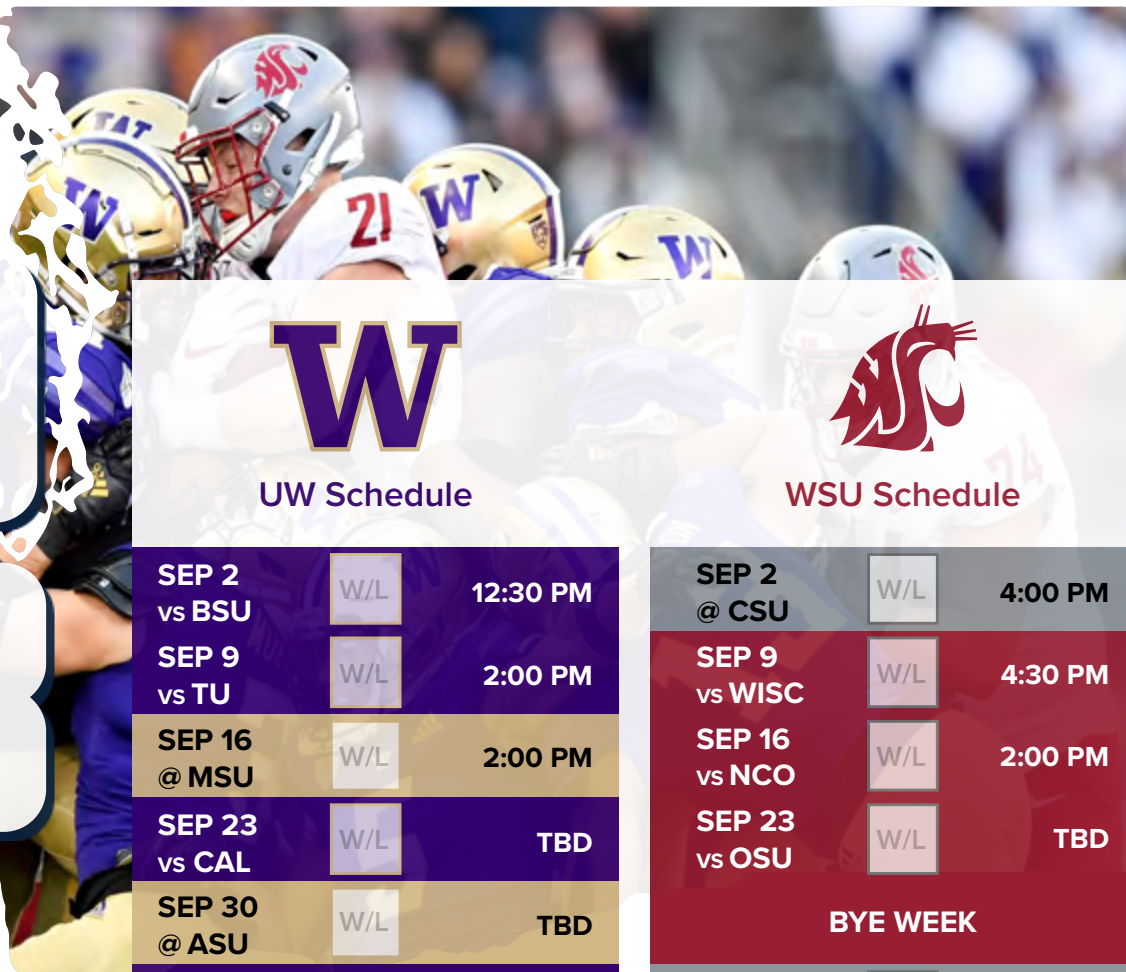 W
W
W
21
W
W
WSC
74
UW Schedule
WSU Schedule
SEP 2
vs BSU
W/L
12:30 PM
SEP 9
vs TU
W/L
2:00 PM
SEP 16
@ MSU
W/L
2:00 PM
SEP 23
vs CAL
W/L
TBD
SEP 30
@ ASU
W/L
TBD
SEP 2
@ CSU
W/L
4:00 PM
SEP 9
vs WISC
W/L
4:30 PM
SEP 16
vs NCO
W/L
2:00 PM
SEP 23
vs OSU
W/L
TBD
BYE WEEK